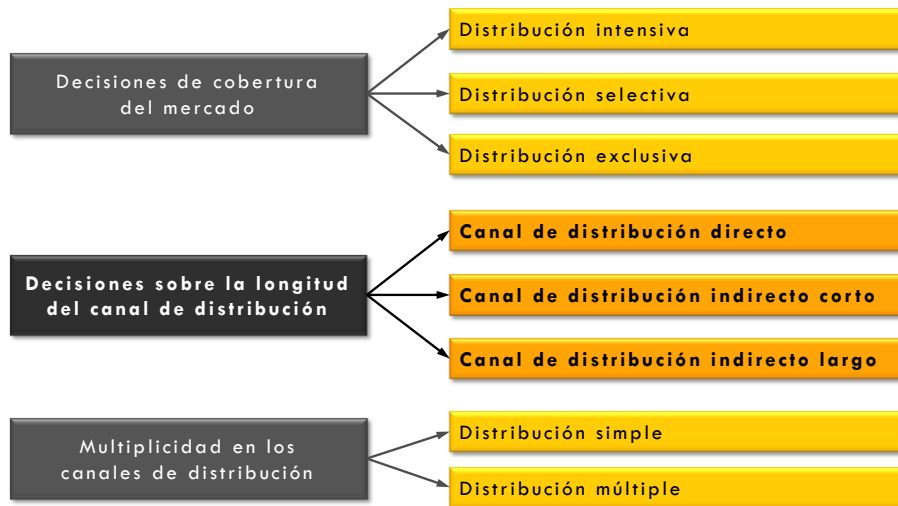 Decisiones de cobertura
del mercado
Distribución intensiva
Distribución selectiva
Distribución exclusiva
Decisiones sobre la longitud
del canal de distribución
Canal de distribución directo
Canal de distribución indirecto corto
Canal de distribución indirecto largo
Multiplicidad en los
canales de distribución
Distribución simple
Distribución múltiple